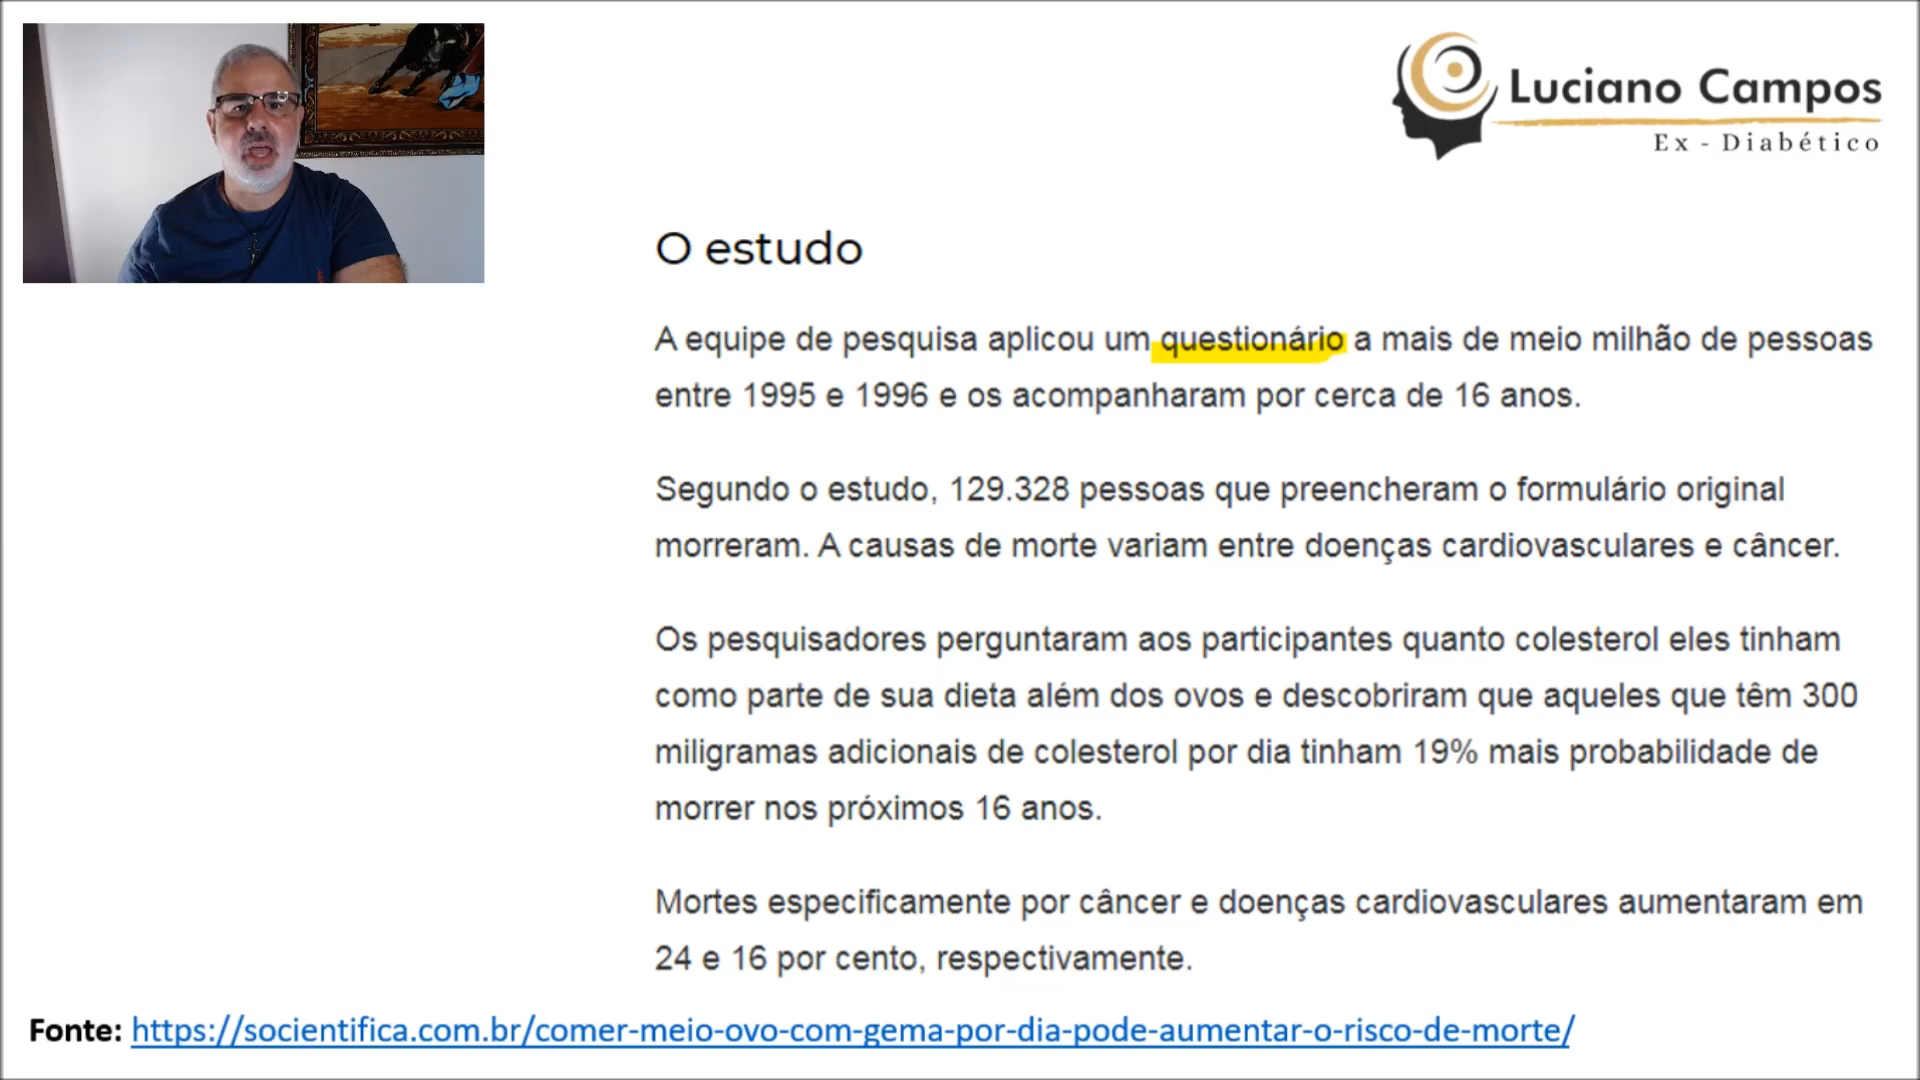 Luciano Campos
Ex - Diabético
O estudo
A equipe de pesquisa aplicou um questionário a mais de meio milhão de pessoas
entre 1995 e 1996 e os acompanharam por cerca de 16 anos.
Segundo o estudo, 129.328 pessoas que preencheram o formulário original
morreram. A causas de morte variam entre doenças cardiovasculares e câncer.
Os pesquisadores perguntaram aos participantes quanto colesterol eles tinham
como parte de sua dieta além dos ovos e descobriram que aqueles que têm 300
miligramas adicionais de colesterol por dia tinham 19% mais probabilidade de
morrer nos próximos 16 anos.
Mortes especificamente por câncer e doenças cardiovasculares aumentaram em
24 e 16 por cento, respectivamente.
Fonte: https://socientifica.com.br/comer-meio-ovo-com-gema-por-dia-pode-aumentar-o-risco-de-morte/